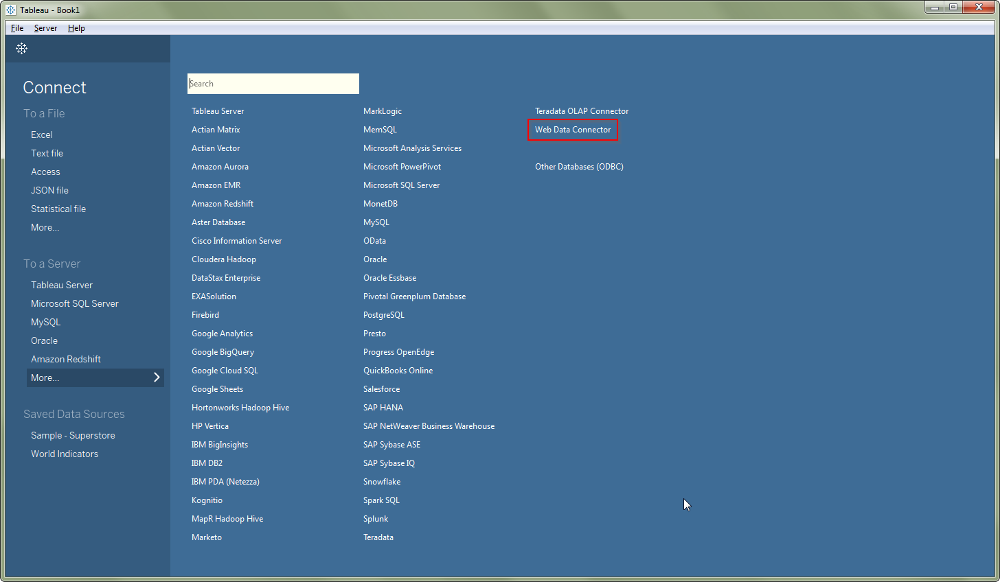 Tableau - Book1
File Server Help
Connect
To a File
Excel
Text file
Access
JSON file
Statistical file
More...
To a Server
Tableau Server
Microsoft SQL Server
MySQL
Oracle
Amazon Redshift
More...
Saved Data Sources
Sample - Superstore
World Indicators
Search
Tableau Server
Actian Matrix
Actian Vector
Amazon Aurora
Amazon EMR
Amazon Redshift
Aster Database
Cisco Information Server
Cloudera Hadoop
DataStax Enterprise
EXASolution
Firebird
Google Analytics
Google BigQuery
Google Cloud SQL
Google Sheets
Hortonworks Hadoop Hive
HP Vertica
IBM BigInsights
IBM DB2
IBM PDA (Netezza)
Kognitio
MapR Hadoop Hive
Marketo
MarkLogic
MemSQL
Microsoft Analysis Services
Microsoft PowerPivot
Microsoft SQL Server
MonetDB
MySQL
OData
Oracle
Oracle Essbase
Pivotal Greenplum Database
PostgreSQL
Presto
Progress OpenEdge
QuickBooks Online
Salesforce
SAP HANA
SAP NetWeaver Business Warehouse
SAP Sybase ASE
SAP Sybase IQ
Snowflake
Spark SQL
Splunk
Teradata
Teradata OLAP Connector
Web Data Connector
Other Databases (ODBC)